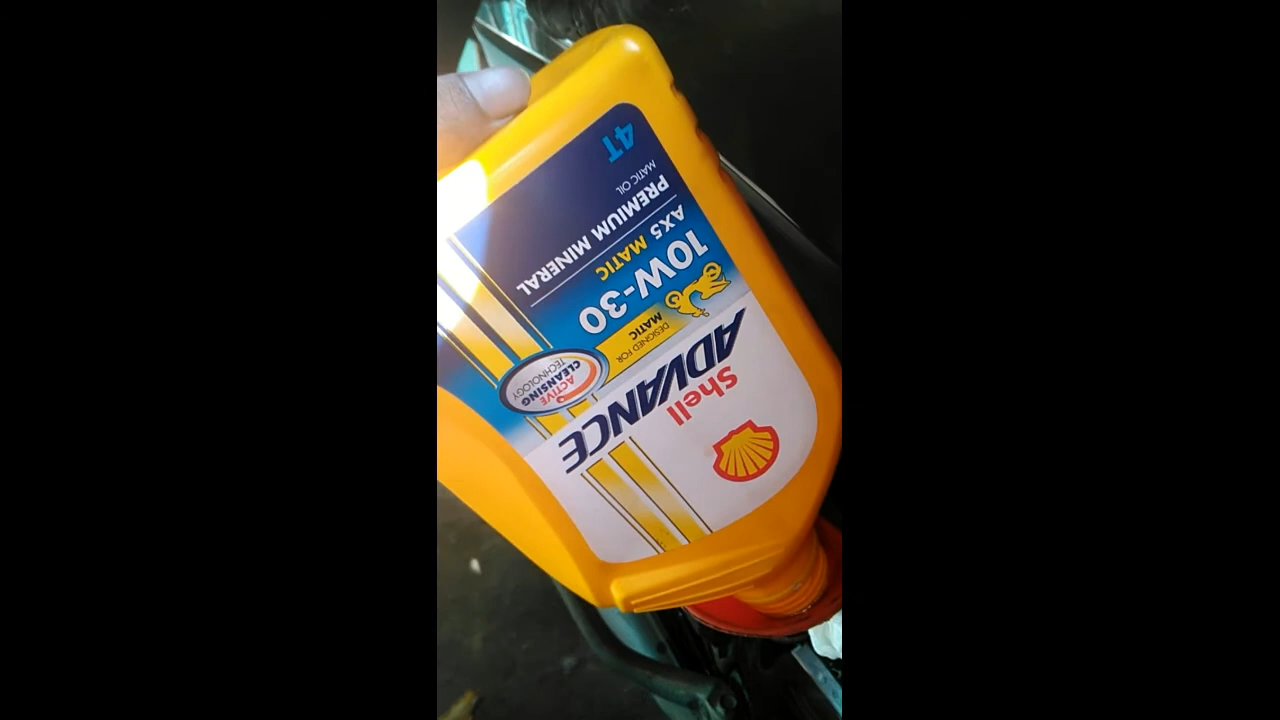 Shell
ADVANCE
DESIGNED FOR
MATIC
ACTIVE
CLEANSING
TECHNOLOGY
10W-30
AX5 MATIC
PREMIUM MINERAL
MATIC OIL
4T